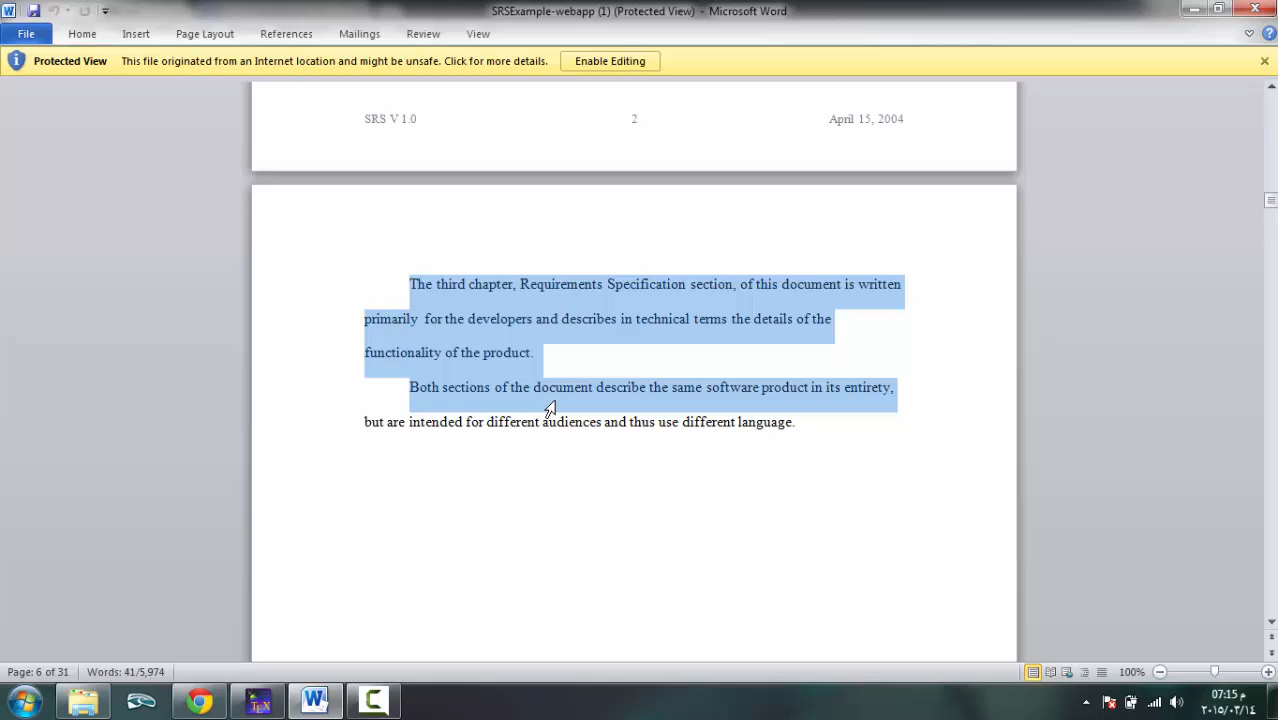 SRSExample-webapp (1) (Protected View) - Microsoft Word
File Home Insert Page Layout References Mailings Review View
Protected View This file originated from an Internet location and might be unsafe. Click for more details. Enable Editing
SRS V 1.0 2 April 15, 2004
The third chapter, Requirements Specification section, of this document is written
primarily for the developers and describes in technical terms the details of the
functionality of the product.
Both sections of the document describe the same software product in its entirety,
but are intended for different audiences and thus use different language.
Page: 6 of 31 Words: 41/5,974 100%
07:15 م
٢٠١٥/٠٣/١٤